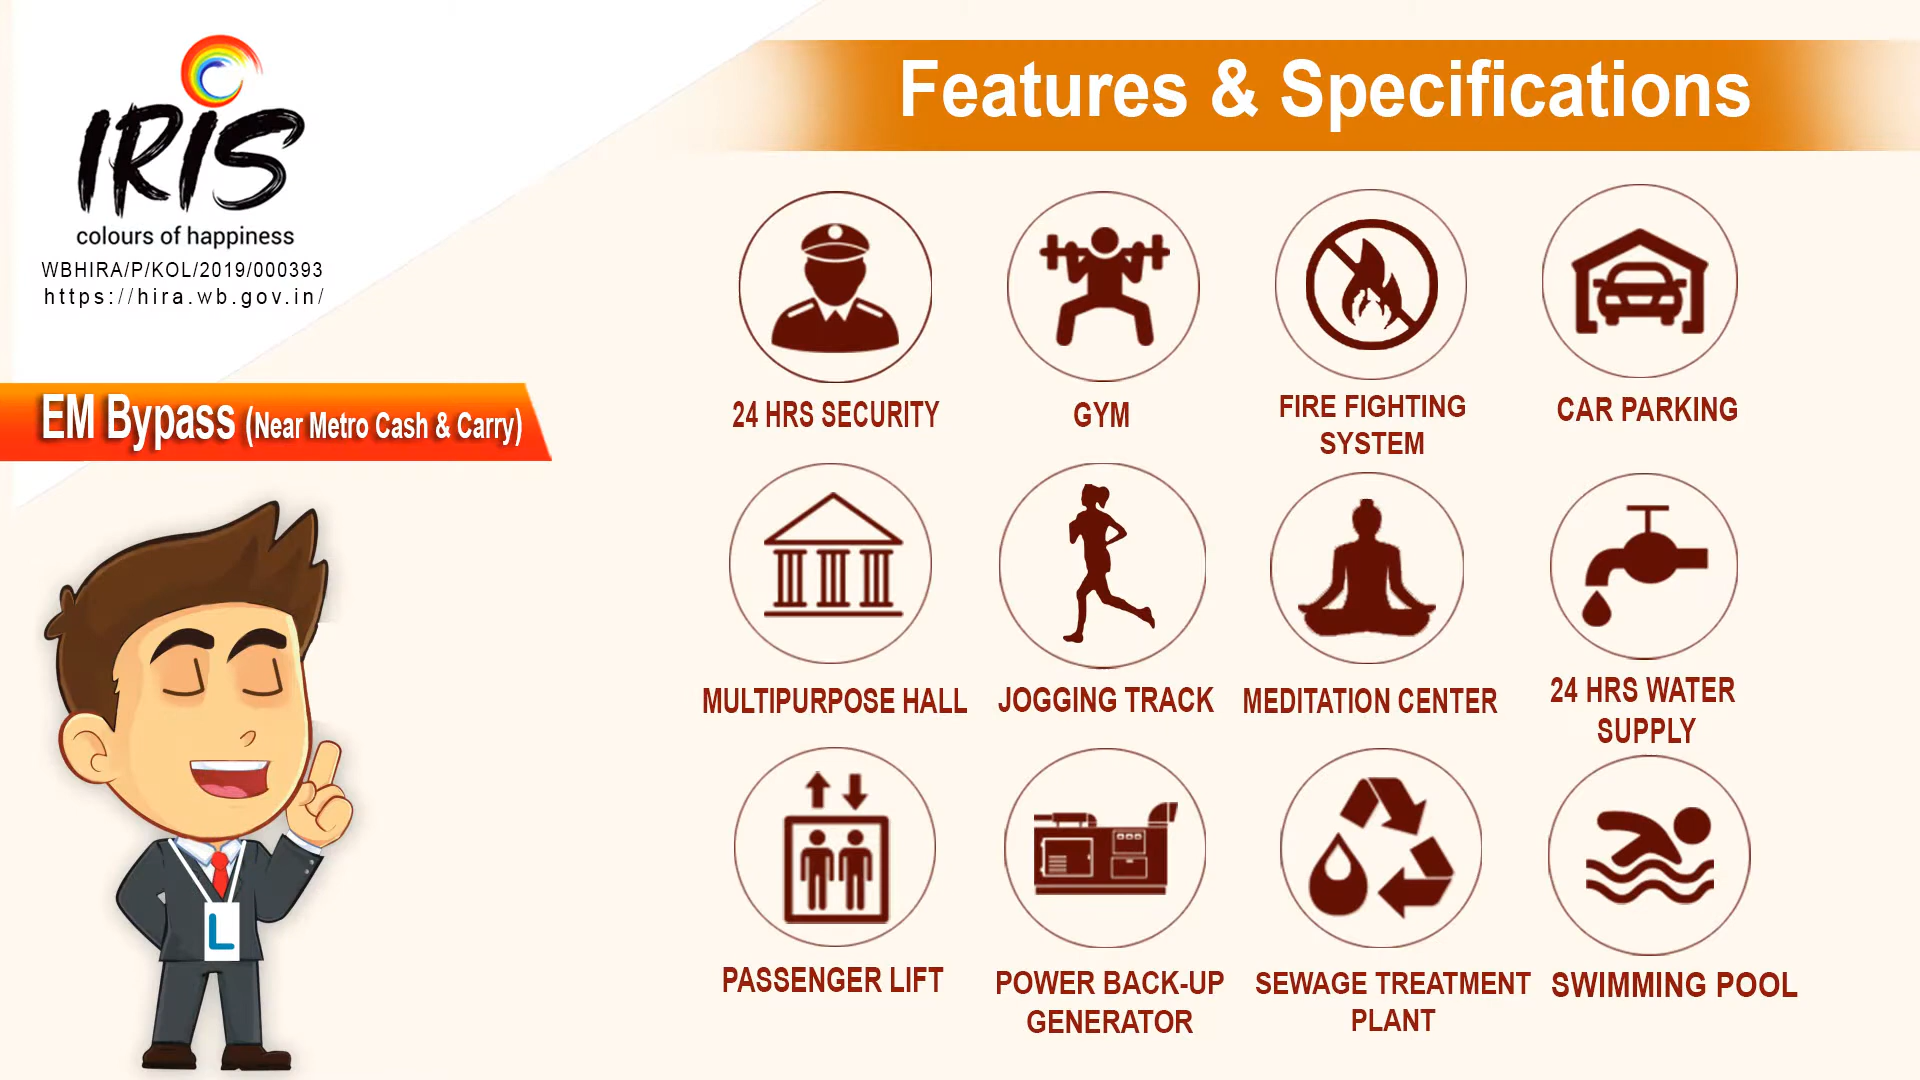 IRIS
colours of happiness
WBHIRA/P/KOL/2019/000393
https://hira.wb.gov.in/
EM Bypass (Near Metro Cash & Carry)
L
Features & Specifications
24 HRS SECURITY
GYM
FIRE FIGHTING
SYSTEM
CAR PARKING
MULTIPURPOSE HALL
JOGGING TRACK
MEDITATION CENTER
24 HRS WATER
SUPPLY
PASSENGER LIFT
POWER BACK-UP
GENERATOR
SEWAGE TREATMENT
PLANT
SWIMMING POOL